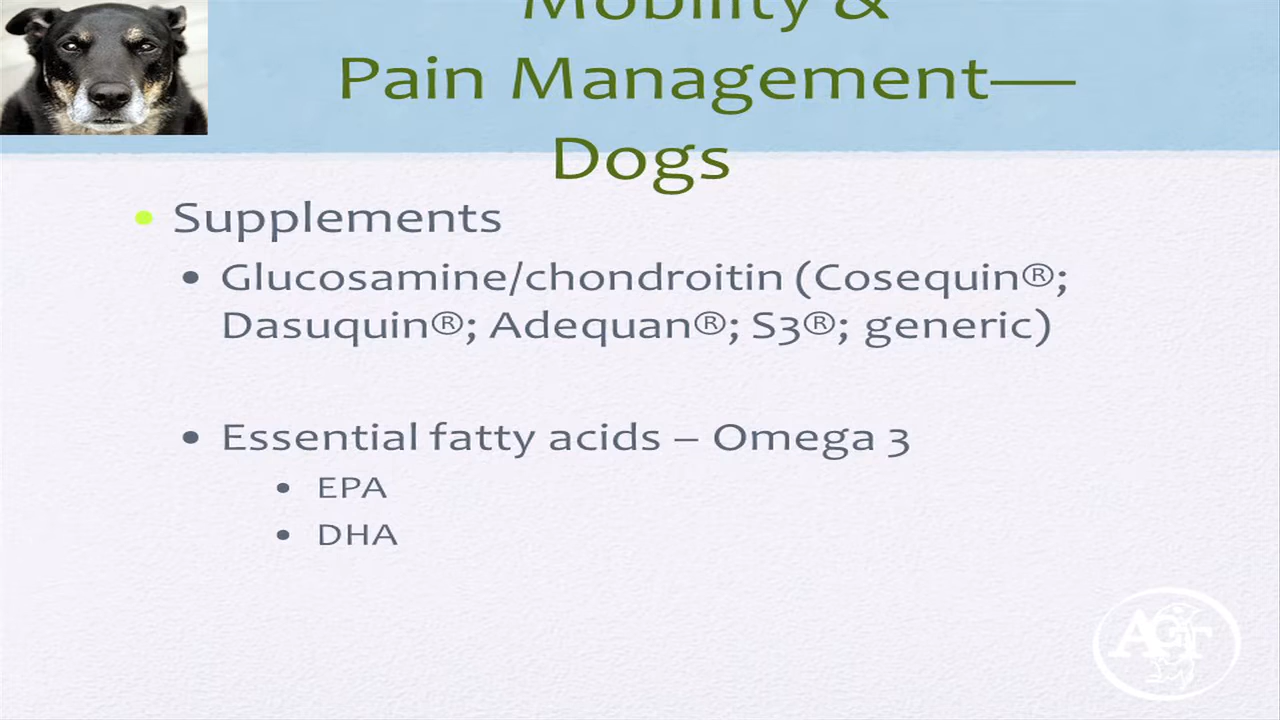 Mobility &
Pain Management—
Dogs
• Supplements
• Glucosamine/chondroitin (Cosequin®;
Dasuquin®; Adequan®; S3®; generic)
• Essential fatty acids – Omega 3
• EPA
• DHA
AGT